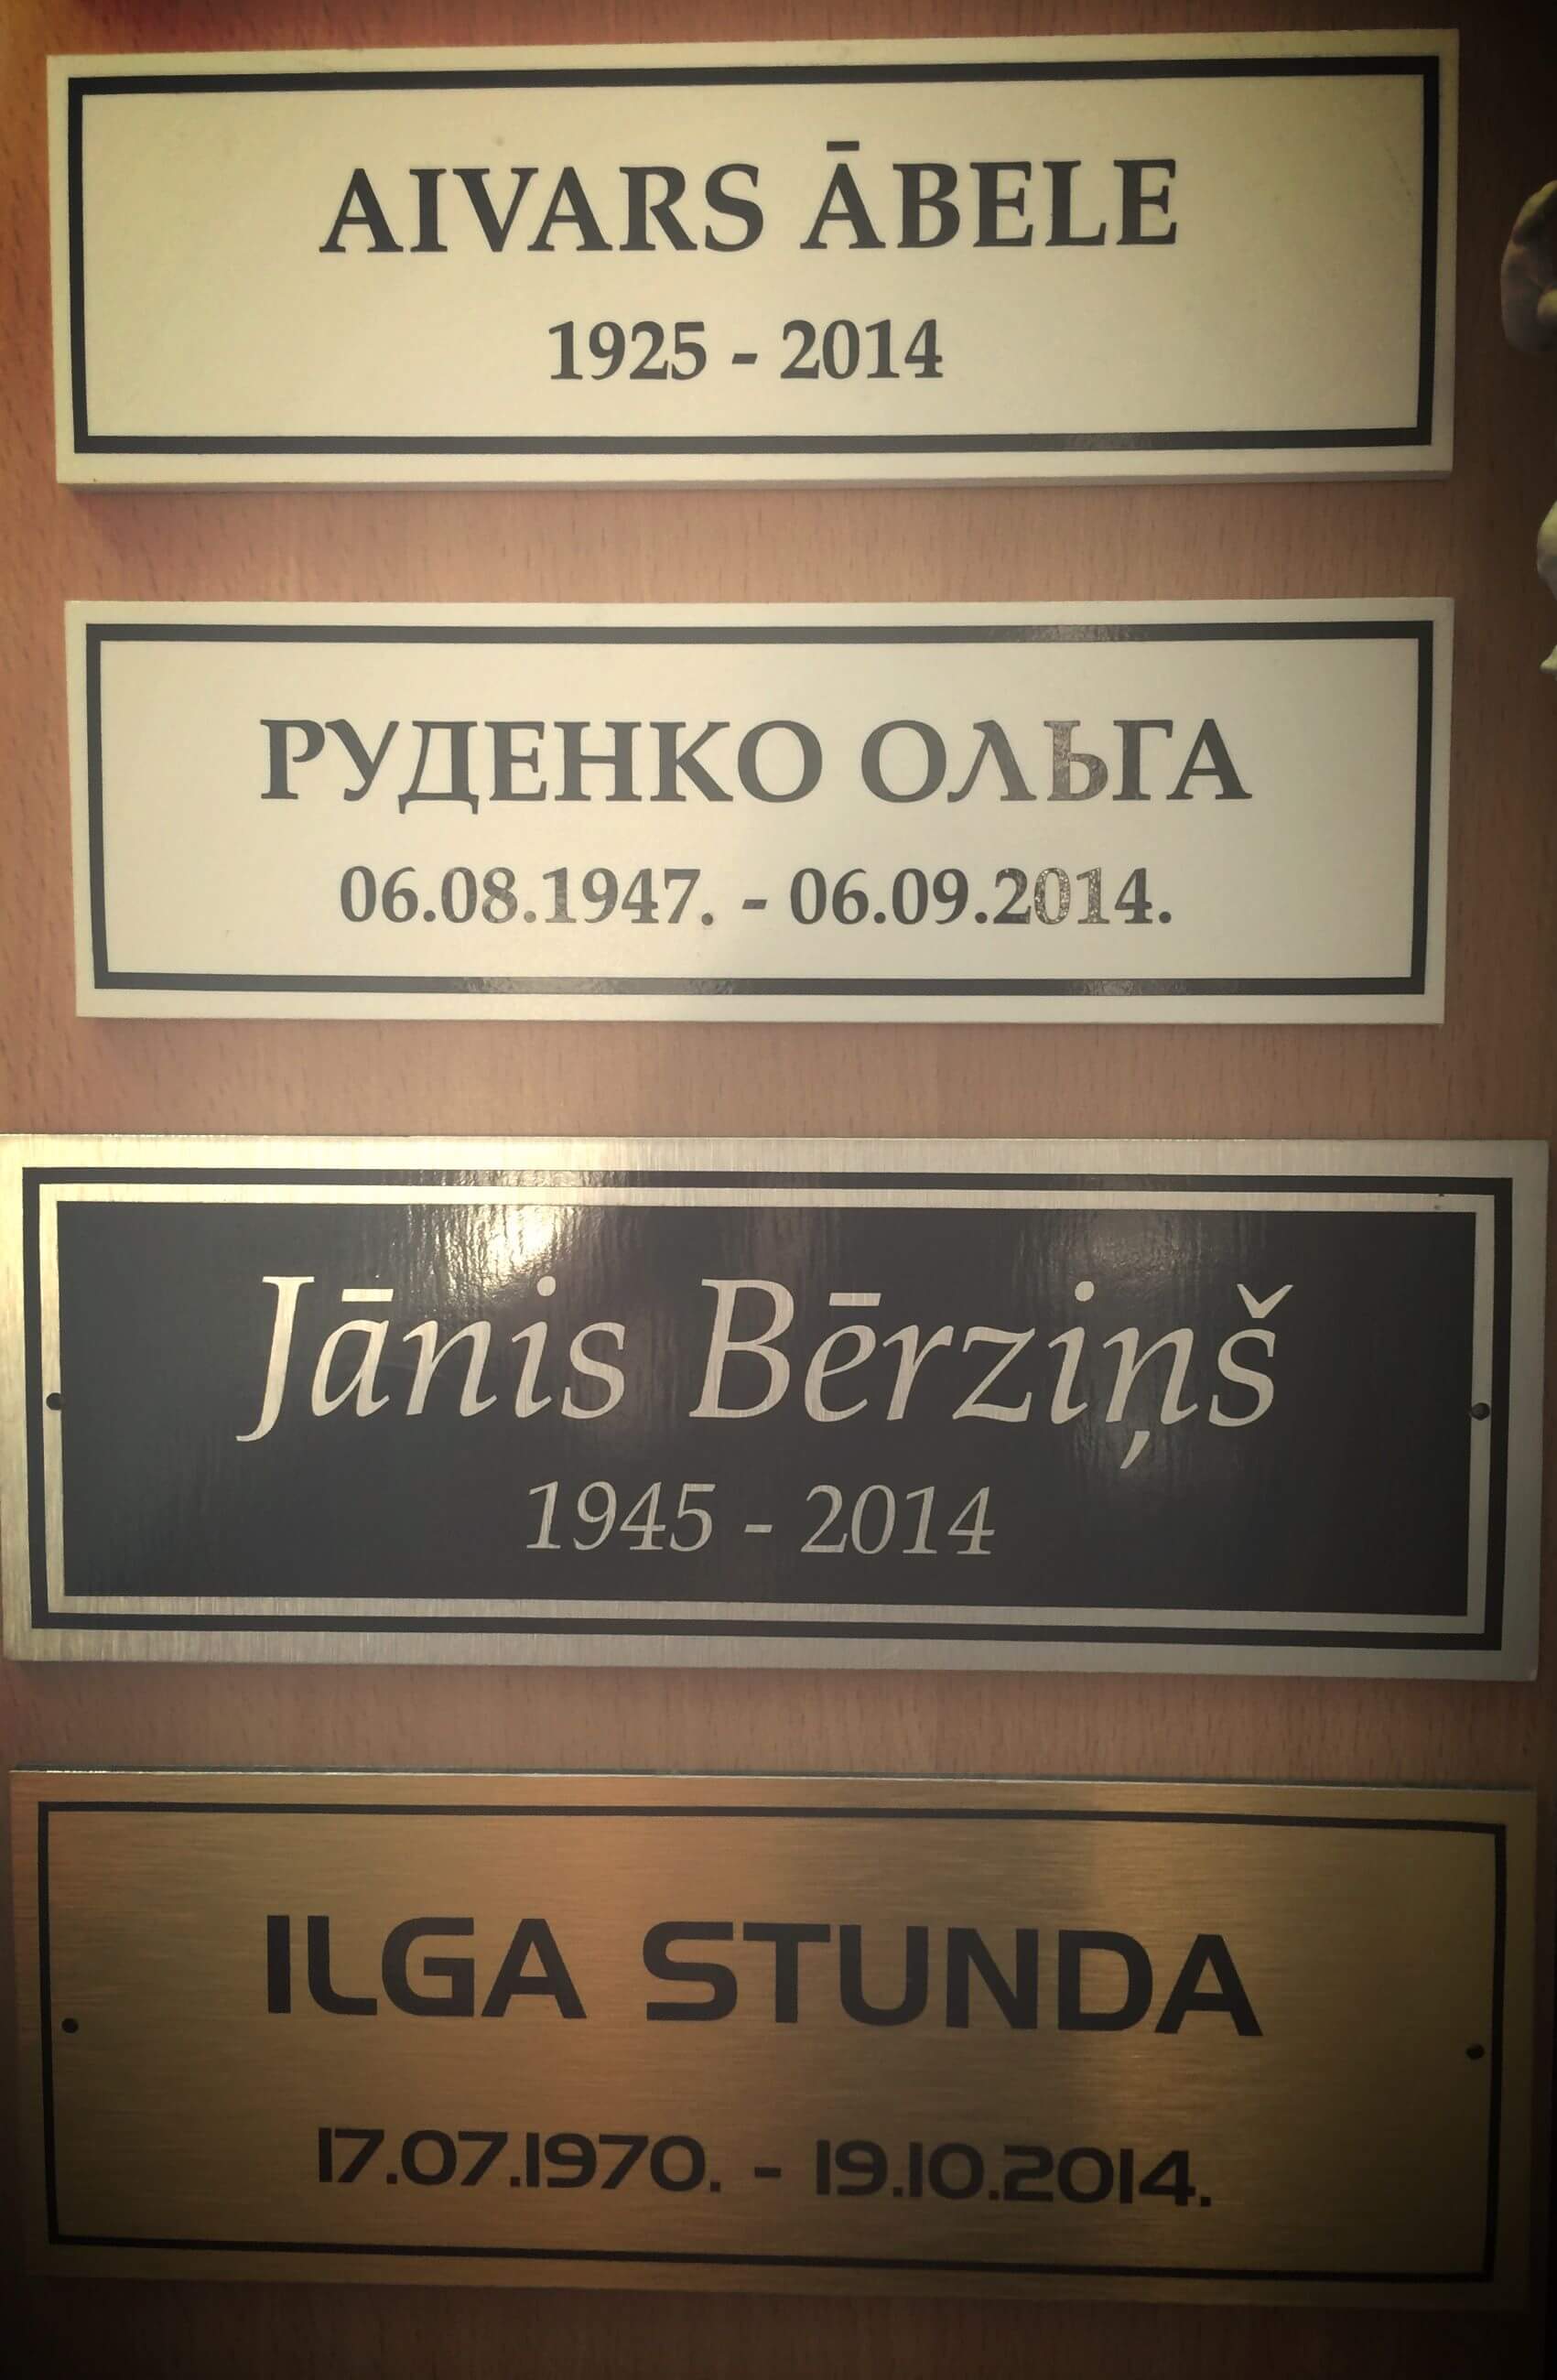 AIVARS ĀBELE
1925 - 2014
РУДЕНКО ОЛЬГА
06.08.1947. - 06.09.2014.
Jānis Bērziņš
1945 - 2014
ILGA STUNDA
17.07.1970. - 19.10.2014.